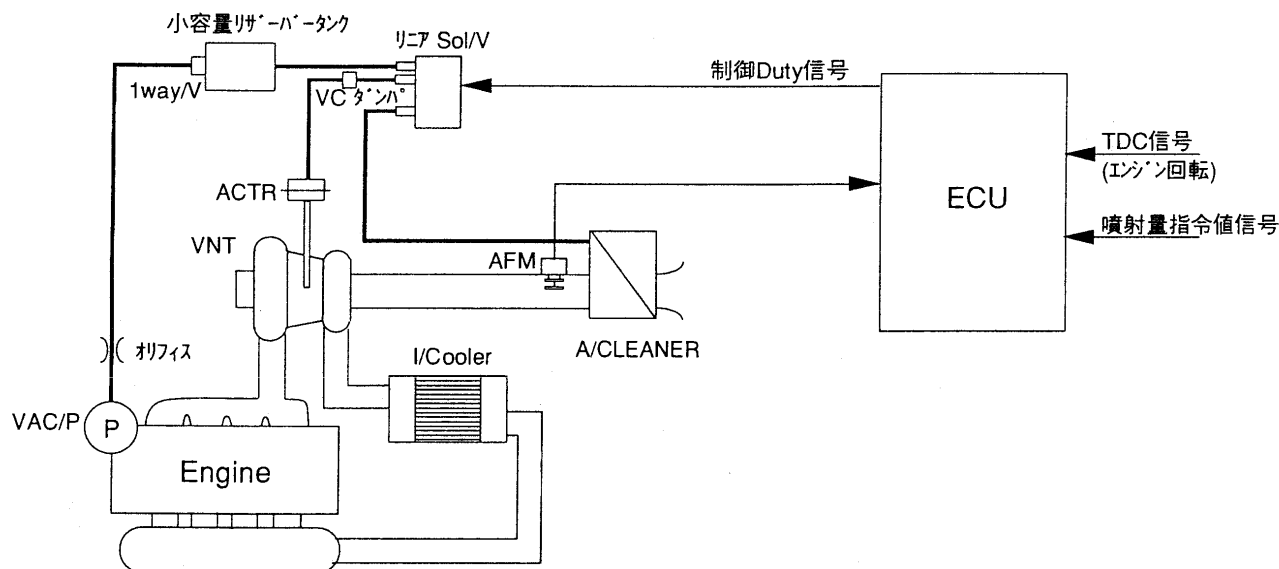 小容量リザーバータンク
リニア Sol/V
1way/V
VC ダンパ
制御Duty信号
TDC信号
(エンジン回転)
ACTR
ECU
VNT
噴射量指令値信号
AFM
オリフィス
A/CLEANER
I/Cooler
VAC/P
P
Engine